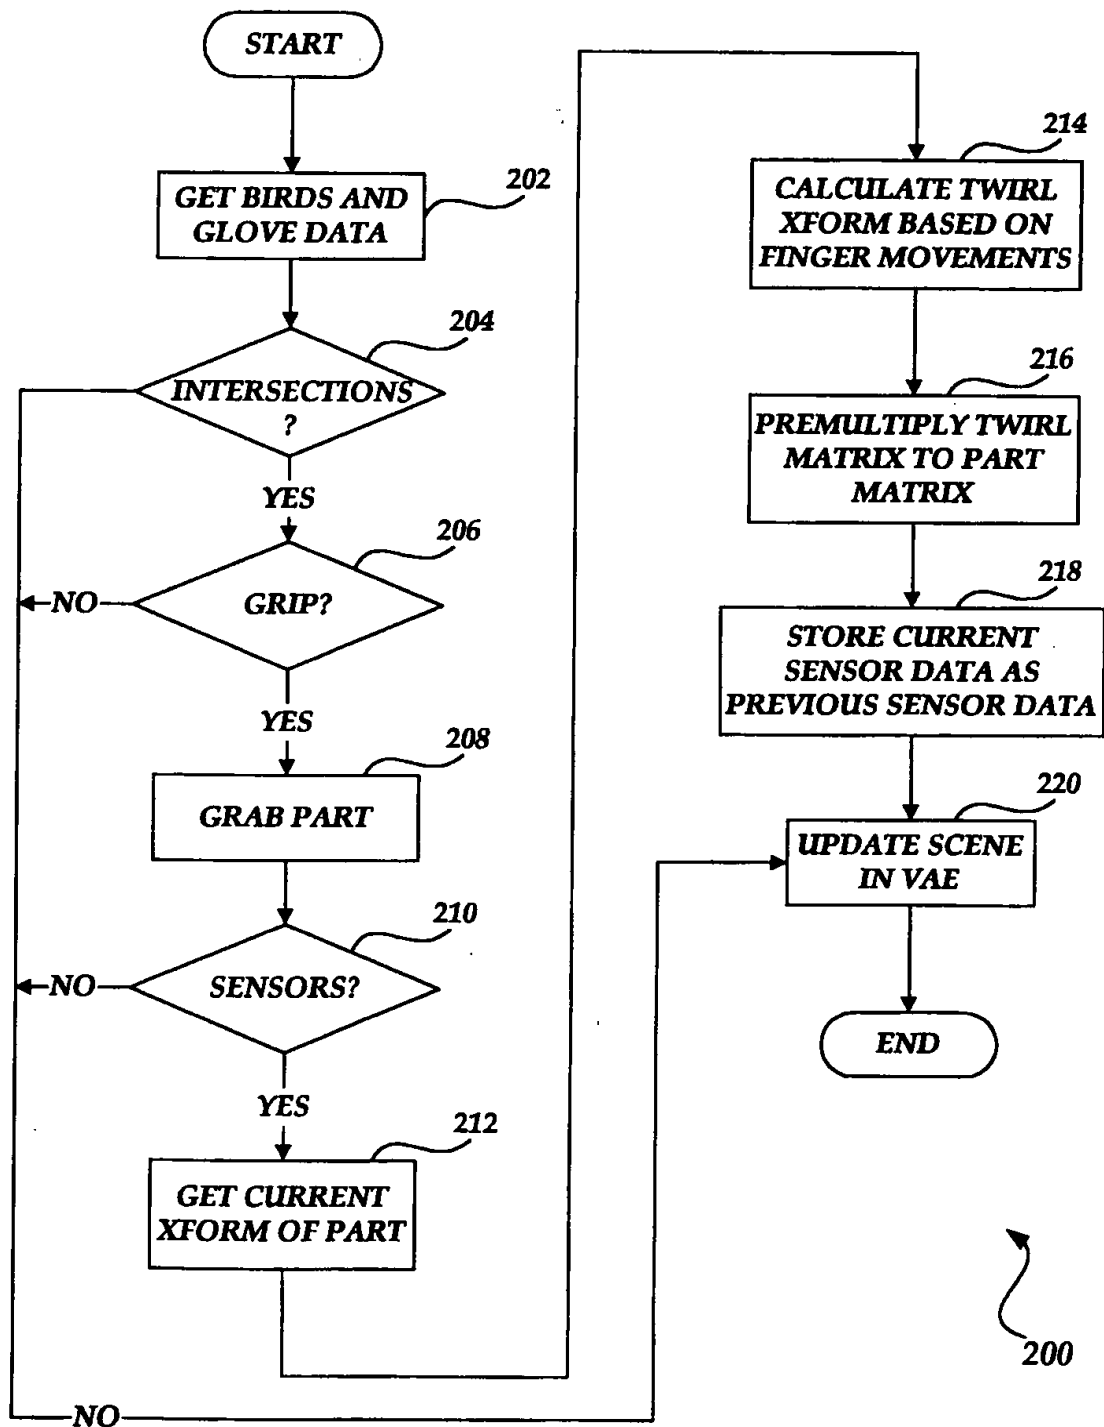 START
202
GET BIRDS AND
GLOVE DATA
204
INTERSECTIONS
?
YES
206
NO
GRIP?
YES
208
GRAB PART
210
NO
SENSORS?
YES
212
GET CURRENT
XFORM OF PART
NO
214
CALCULATE TWIRL
XFORM BASED ON
FINGER MOVEMENTS
216
PREMULTIPLY TWIRL
MATRIX TO PART
MATRIX
218
STORE CURRENT
SENSOR DATA AS
PREVIOUS SENSOR DATA
220
UPDATE SCENE
IN VAE
END
200